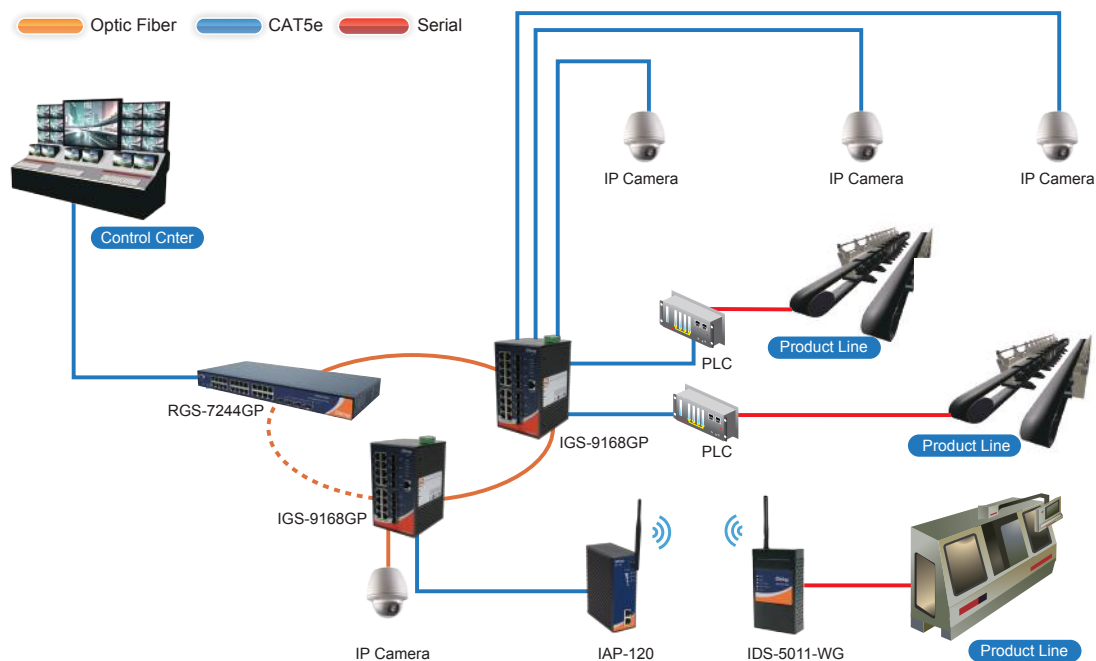 Optic Fiber
CAT5e
Serial
IP Camera
IP Camera
IP Camera
Control Cnter
PLC
Product Line
RGS-7244GP
IGS-9168GP
PLC
Product Line
IGS-9168GP
IP Camera
IAP-120
IDS-5011-WG
Product Line